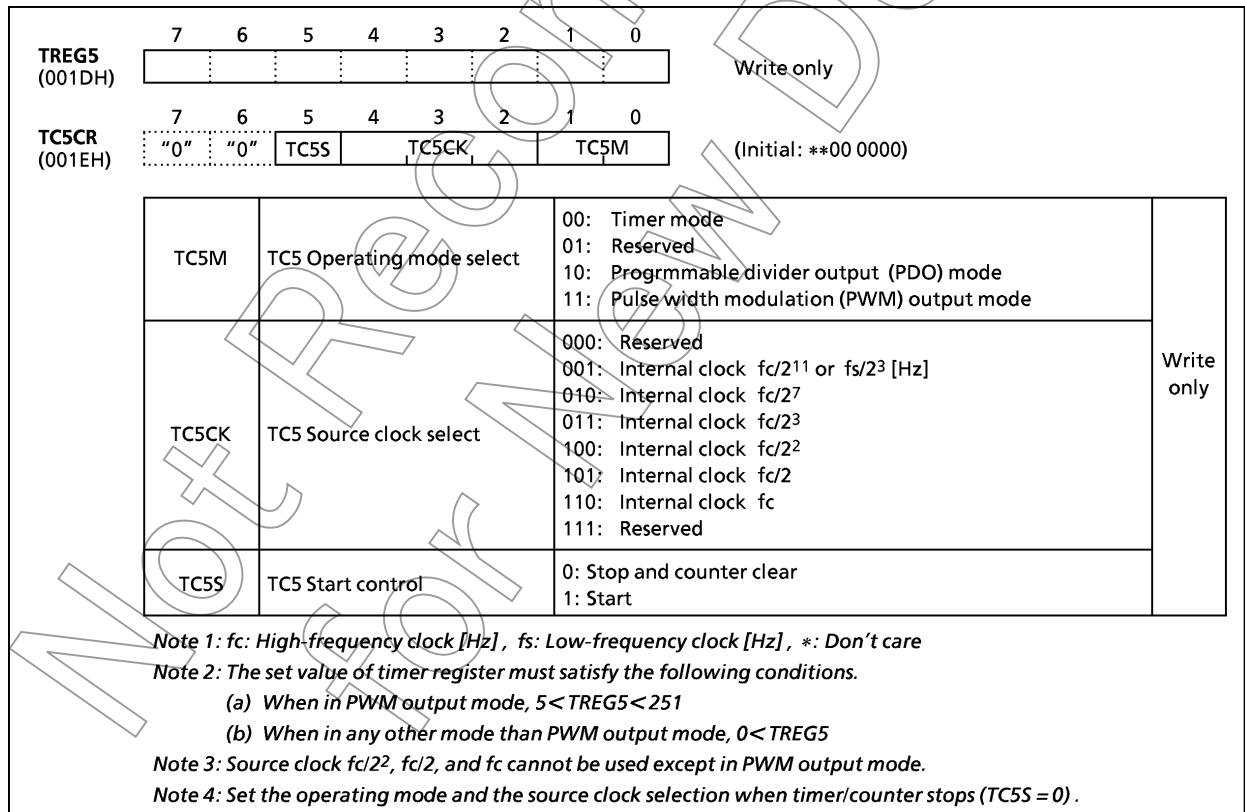 7 6 5 4 3 2 1 0
TREG5
(001DH)
Write only
7 6 5 4 3 2 1 0
TC5CR
(001EH)
"0" "0" TC5S TC5CK TC5M
(Initial: **00 0000)
TC5M
TC5 Operating mode select
00: Timer mode
01: Reserved
10: Progrmmable divider output (PDO) mode
11: Pulse width modulation (PWM) output mode
TC5CK
TC5 Source clock select
000: Reserved
001: Internal clock fc/2¹¹ or fs/2³ [Hz]
010: Internal clock fc/2⁷
011: Internal clock fc/2³
100: Internal clock fc/2²
101: Internal clock fc/2
110: Internal clock fc
111: Reserved
TC5S
TC5 Start control
0: Stop and counter clear
1: Start
Write
only
Note 1: fc: High-frequency clock [Hz] , fs: Low-frequency clock [Hz] , *: Don't care
Note 2: The set value of timer register must satisfy the following conditions.
(a) When in PWM output mode, 5<TREG5<251
(b) When in any other mode than PWM output mode, 0<TREG5
Note 3: Source clock fc/2², fc/2, and fc cannot be used except in PWM output mode.
Note 4: Set the operating mode and the source clock selection when timer/counter stops (TC5S = 0) .
Not Recom
for New D